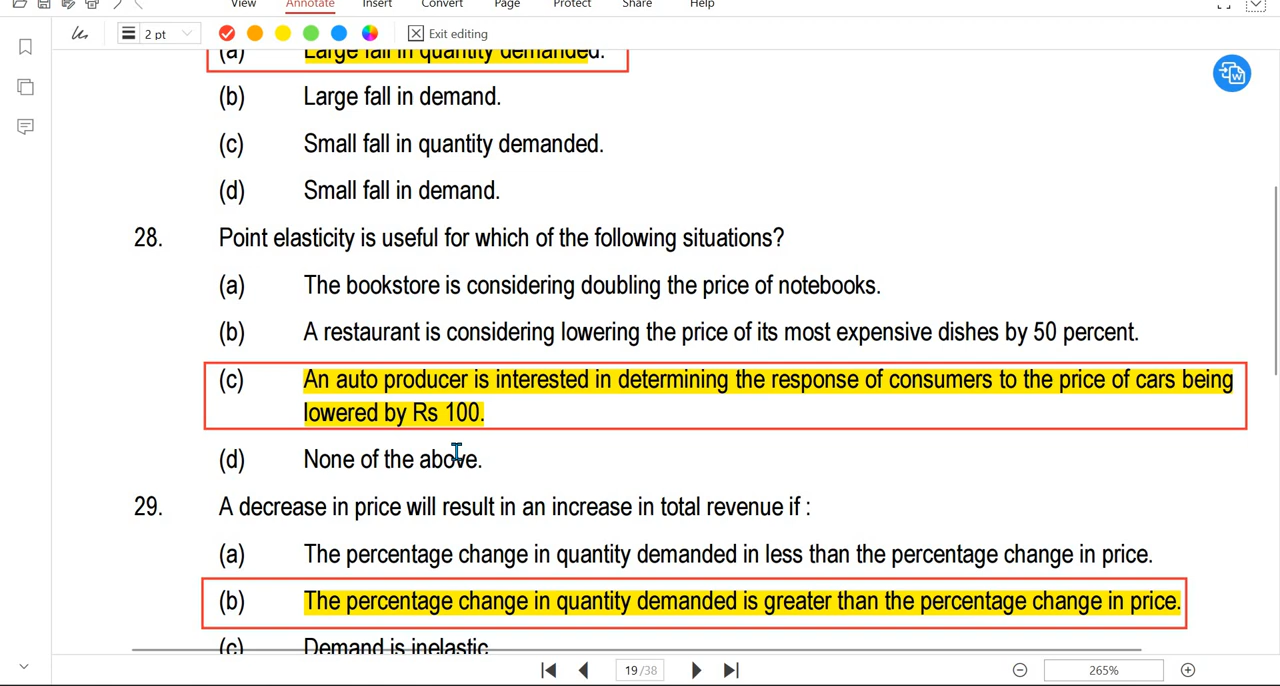 View Annotate Insert Convert Page Protect Share Help
2 pt Exit editing
(a) Large fall in quantity demanded.
(b) Large fall in demand.
(c) Small fall in quantity demanded.
(d) Small fall in demand.
28. Point elasticity is useful for which of the following situations?
(a) The bookstore is considering doubling the price of notebooks.
(b) A restaurant is considering lowering the price of its most expensive dishes by 50 percent.
(c) An auto producer is interested in determining the response of consumers to the price of cars being
lowered by Rs 100.
(d) None of the above.
29. A decrease in price will result in an increase in total revenue if :
(a) The percentage change in quantity demanded in less than the percentage change in price.
(b) The percentage change in quantity demanded is greater than the percentage change in price.
(c) Demand is inelastic
19/38 265%